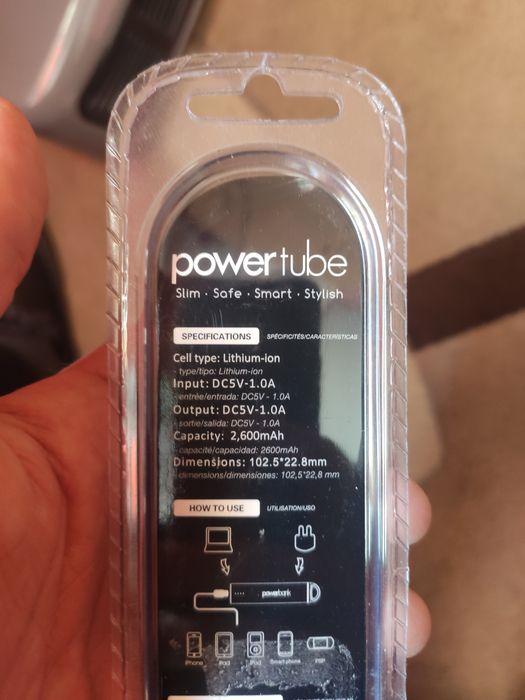 powertube
Slim · Safe · Smart · Stylish
SPECIFICATIONS SPÉCIFICITÉS/CARACTERÍSTICAS
Cell type: Lithium-ion
- type/tipo: Lithium-ion
Input: DC5V-1.0A
- entrée/entrada: DC5V - 1.0A
Output: DC5V-1.0A
- sortie/salida: DC5V - 1.0A
Capacity: 2,600mAh
- capacité/capacidad: 2600mAh
Dimensions: 102.5*22.8mm
- dimensions/dimensiones: 102,5*22,8 mm
HOW TO USE UTILISATION/USO
powerbank
iPhone iPad iPod Smart phone PSP